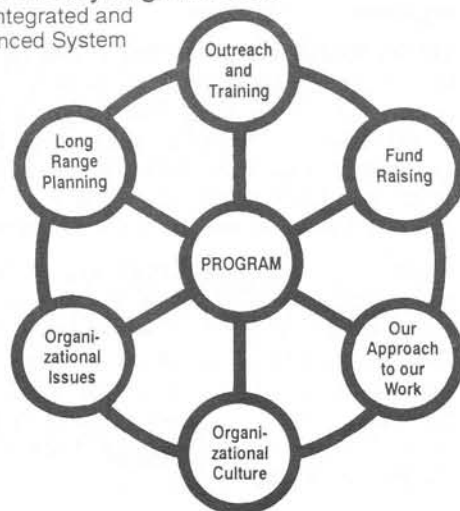 ntegrated and
nced System
Outreach
and
Training
Long
Range
Planning
Fund
Raising
PROGRAM
Organi-
zational
Issues
Our
Approach
to our
Work
Organi-
zational
Culture